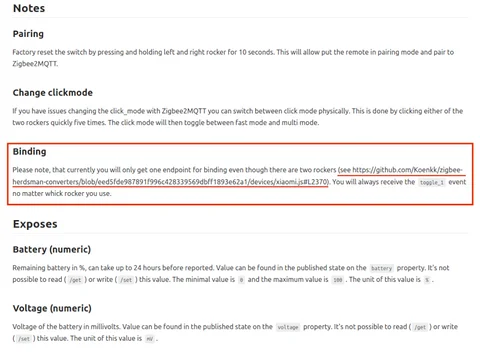 Notes
Pairing
Factory reset the switch by pressing and holding left and right rocker for 10 seconds. This will allow put the remote in pairing mode and pair to
Zigbee2MQTT.
Change clickmode
If you have issues changing the click_mode with Zigbee2MQTT you can switch between click mode physically. This is done by clicking either of the
two rockers quickly five times. The click mode will then toggle between fast mode and multi mode.
Binding
Please note, that currently you will only get one endpoint for binding even though there are two rockers (see https://github.com/Koenkk/zigbee-
herdsman-converters/blob/eed5fde987891f996c428339569dbff1893e62a1/devices/xiaomi.js#L2370). You will always receive the toggle_1 event
no matter whick rocker you use.
Exposes
Battery (numeric)
Remaining battery in %, can take up to 24 hours before reported. Value can be found in the published state on the battery property. It's not
possible to read ( /get ) or write ( /set ) this value. The minimal value is 0 and the maximum value is 100 . The unit of this value is % .
Voltage (numeric)
Voltage of the battery in millivolts. Value can be found in the published state on the voltage property. It's not possible to read ( /get ) or write
( /set ) this value. The unit of this value is mV .